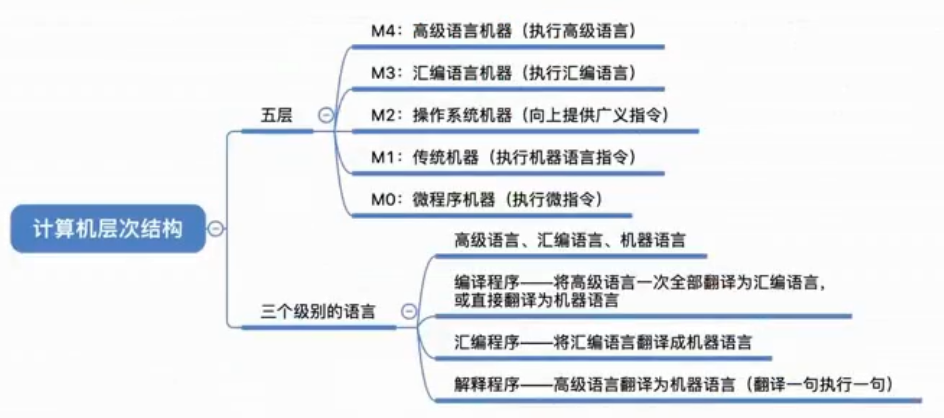 M4：高级语言机器（执行高级语言）
M3：汇编语言机器（执行汇编语言）
五层
M2：操作系统机器（向上提供广义指令）
M1：传统机器（执行机器语言指令）
M0：微程序机器（执行微指令）
计算机层次结构
高级语言、汇编语言、机器语言
编译程序——将高级语言一次全部翻译为汇编语言，
或直接翻译为机器语言
三个级别的语言
汇编程序——将汇编语言翻译成机器语言
解释程序——高级语言翻译为机器语言（翻译一句执行一句）